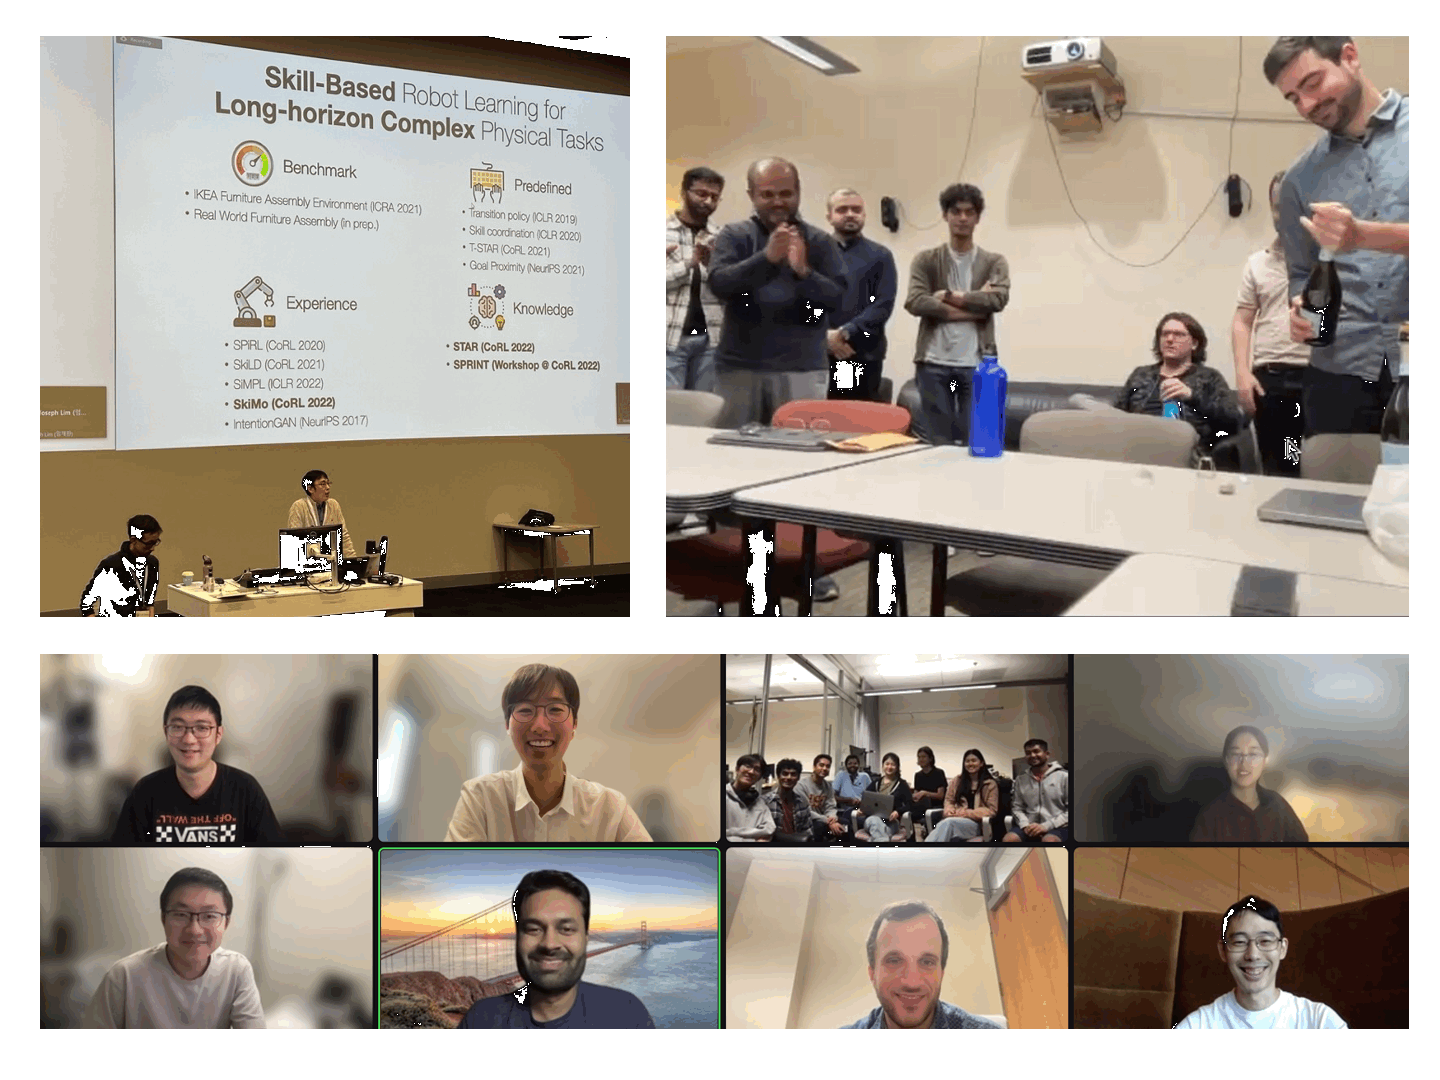 Skill-Based Robot Learning for
Long-horizon Complex Physical Tasks
Benchmark
• IKEA Furniture Assembly Environment (ICRA 2021)
• Real World Furniture Assembly (in prep.)
Predefined
• Transition policy (ICLR 2019)
• Skill coordination (ICLR 2020)
• T-STAR (CoRL 2021)
• Goal Proximity (NeurIPS 2021)
Experience
• SPiRL (CoRL 2020)
• SkiLD (CoRL 2021)
• SiMPL (ICLR 2022)
• SkiMo (CoRL 2022)
• IntentionGAN (NeurIPS 2017)
Knowledge
• STAR (CoRL 2022)
• SPRINT (Workshop @ CoRL 2022)
Joseph Lim
"OFF THE WALL"
VANS